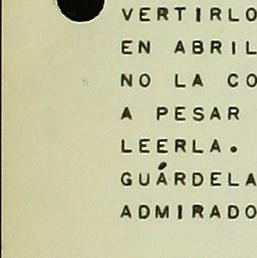 VERTIRLO
EN ABRIL
NO LA CO
A PESAR
LEERLA.
GUÁRDELA
ADMIRADO